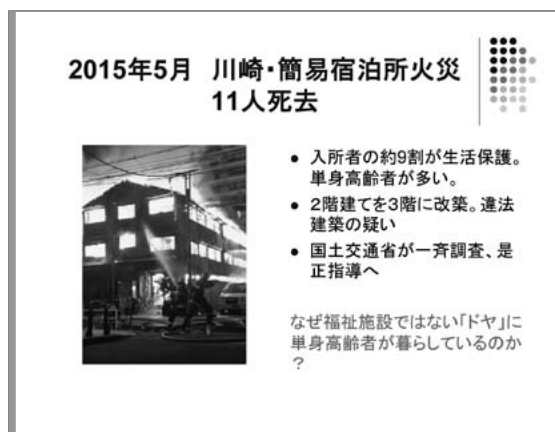 2015年5月　川崎・簡易宿泊所火災
11人死去
● 入所者の約9割が生活保護。
単身高齢者が多い。
● 2階建てを3階に改築。違法
建築の疑い
● 国土交通省が一斉調査、是
正指導へ
なぜ福祉施設ではない「ドヤ」に
単身高齢者が暮らしているのか
？